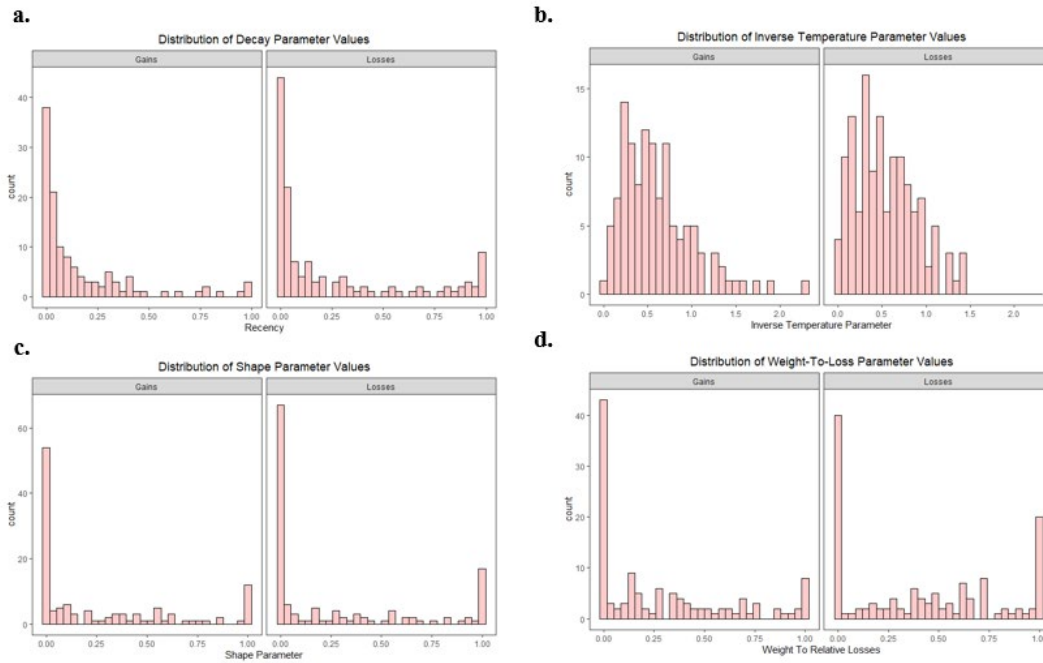 a.
Distribution of Decay Parameter Values
Gains
Losses
count
40
30
20
10
0
0.00 0.25 0.50 0.75 1.00
0.00 0.25 0.50 0.75 1.00
Recency
b.
Distribution of Inverse Temperature Parameter Values
Gains
Losses
count
15
10
5
0
0.0 0.5 1.0 1.5 2.0
0.0 0.5 1.0 1.5 2.0
Inverse Temperature Parameter
c.
Distribution of Shape Parameter Values
Gains
Losses
count
60
40
20
0
0.00 0.25 0.50 0.75 1.00
0.00 0.25 0.50 0.75 1.00
Shape Parameter
d.
Distribution of Weight-To-Loss Parameter Values
Gains
Losses
count
40
30
20
10
0
0.00 0.25 0.50 0.75 1.00
0.00 0.25 0.50 0.75 1.00
Weight To Relative Losses